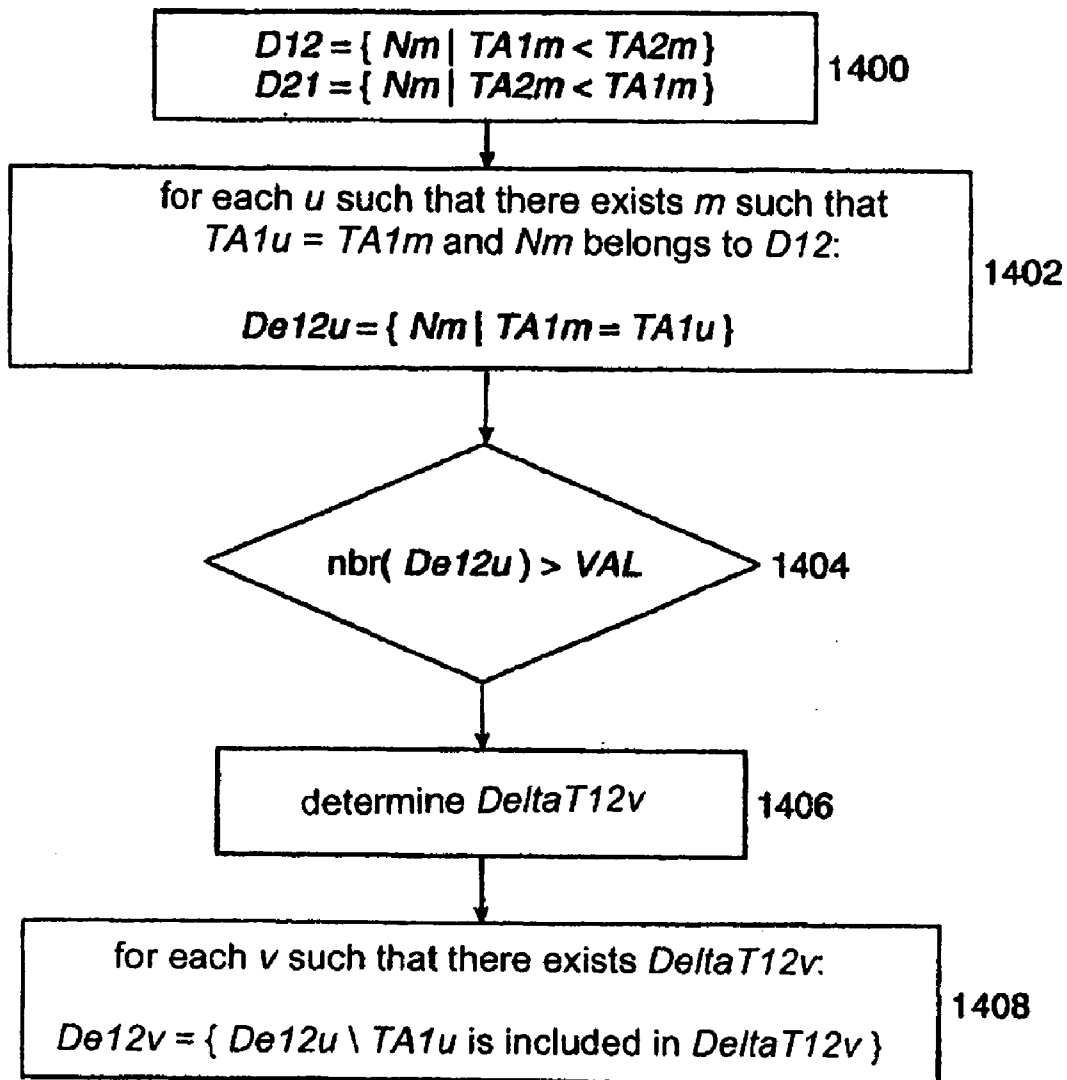 D12 = { Nm | TA1m < TA2m }
D21 = { Nm | TA2m < TA1m }
1400
for each u such that there exists m such that
TA1u = TA1m and Nm belongs to D12:
De12u = { Nm | TA1m = TA1u }
1402
nbr( De12u ) > VAL
1404
determine DeltaT12v
1406
for each v such that there exists DeltaT12v:
De12v = { De12u \ TA1u is included in DeltaT12v }
1408